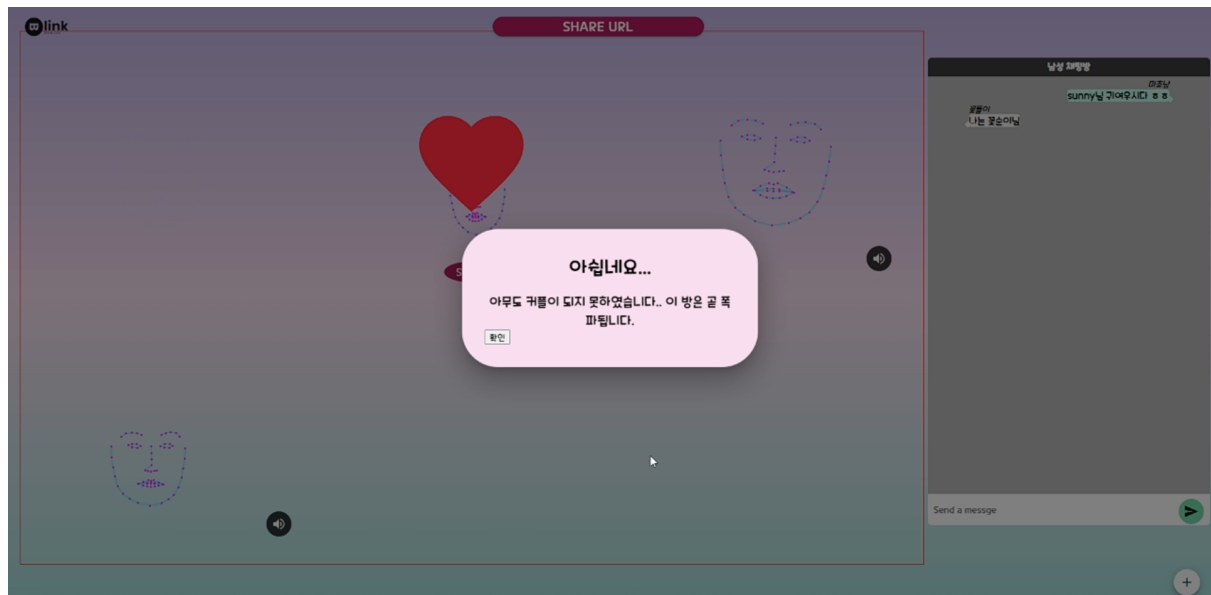 Blink
SHARE URL
남성 채팅방
미조님
sunny님 귀여우시다 ㅎㅎ
꽃돌이
나는 꽃순이님
S
아쉽네요...
아무도 커플이 되지 못하였습니다.. 이 방은 곧 폭
파됩니다.
확인
Send a messge